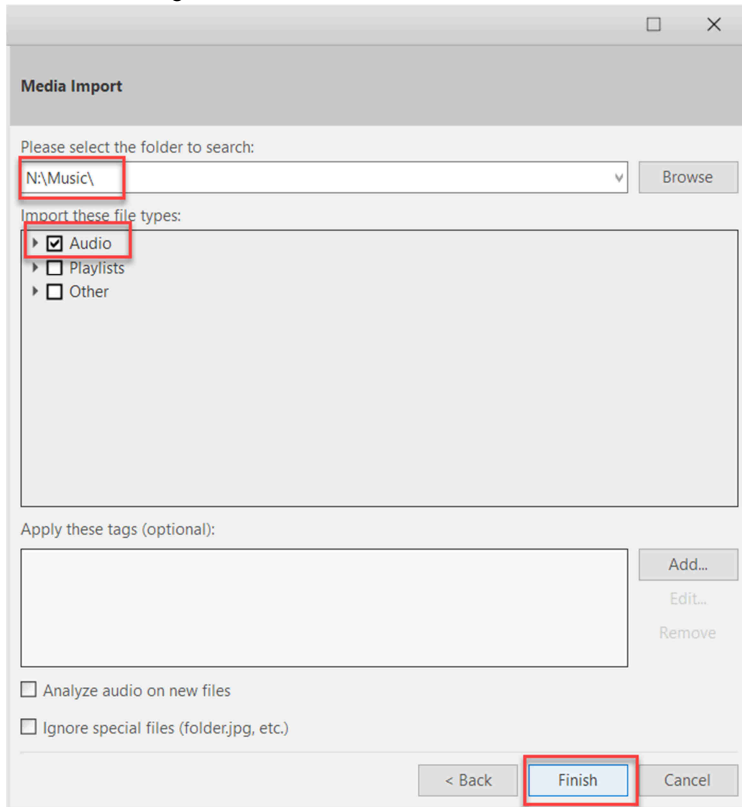 Media Import
Please select the folder to search:
N:\Music\
Browse
Import these file types:
Audio
Playlists
Other
Apply these tags (optional):
Add...
Edit...
Remove
Analyze audio on new files
Ignore special files (folder.jpg, etc.)
< Back Finish Cancel